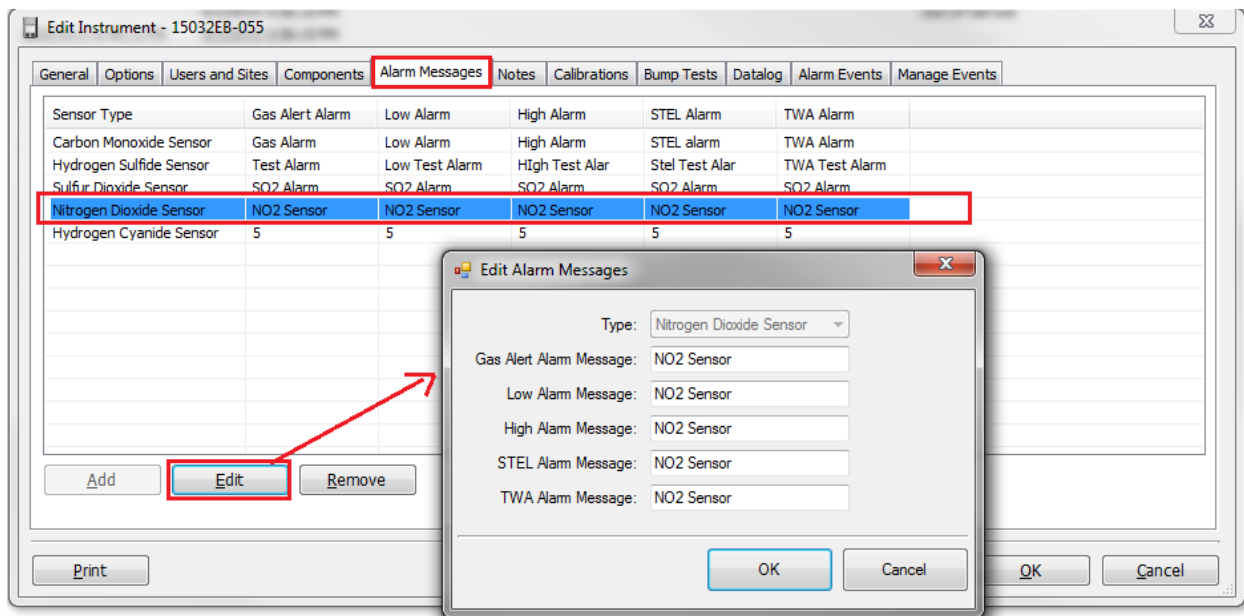 Edit Instrument - 15032EB-055
General Options Users and Sites Components Alarm Messages Notes Calibrations Bump Tests Datalog Alarm Events Manage Events
Sensor Type Gas Alert Alarm Low Alarm High Alarm STEL Alarm TWA Alarm
Carbon Monoxide Sensor Gas Alarm Low Alarm High Alarm STEL alarm TWA Alarm
Hydrogen Sulfide Sensor Test Alarm Low Test Alarm HIgh Test Alar Stel Test Alar TWA Test Alarm
Sulfur Dioxide Sensor SO2 Alarm SO2 Alarm SO2 Alarm SO2 Alarm SO2 Alarm
Nitrogen Dioxide Sensor NO2 Sensor NO2 Sensor NO2 Sensor NO2 Sensor NO2 Sensor
Hydrogen Cyanide Sensor 5 5 5 5 5
Edit Alarm Messages
Type: Nitrogen Dioxide Sensor
Gas Alert Alarm Message: NO2 Sensor
Low Alarm Message: NO2 Sensor
High Alarm Message: NO2 Sensor
STEL Alarm Message: NO2 Sensor
TWA Alarm Message: NO2 Sensor
OK Cancel
Add Edit Remove
Print OK Cancel